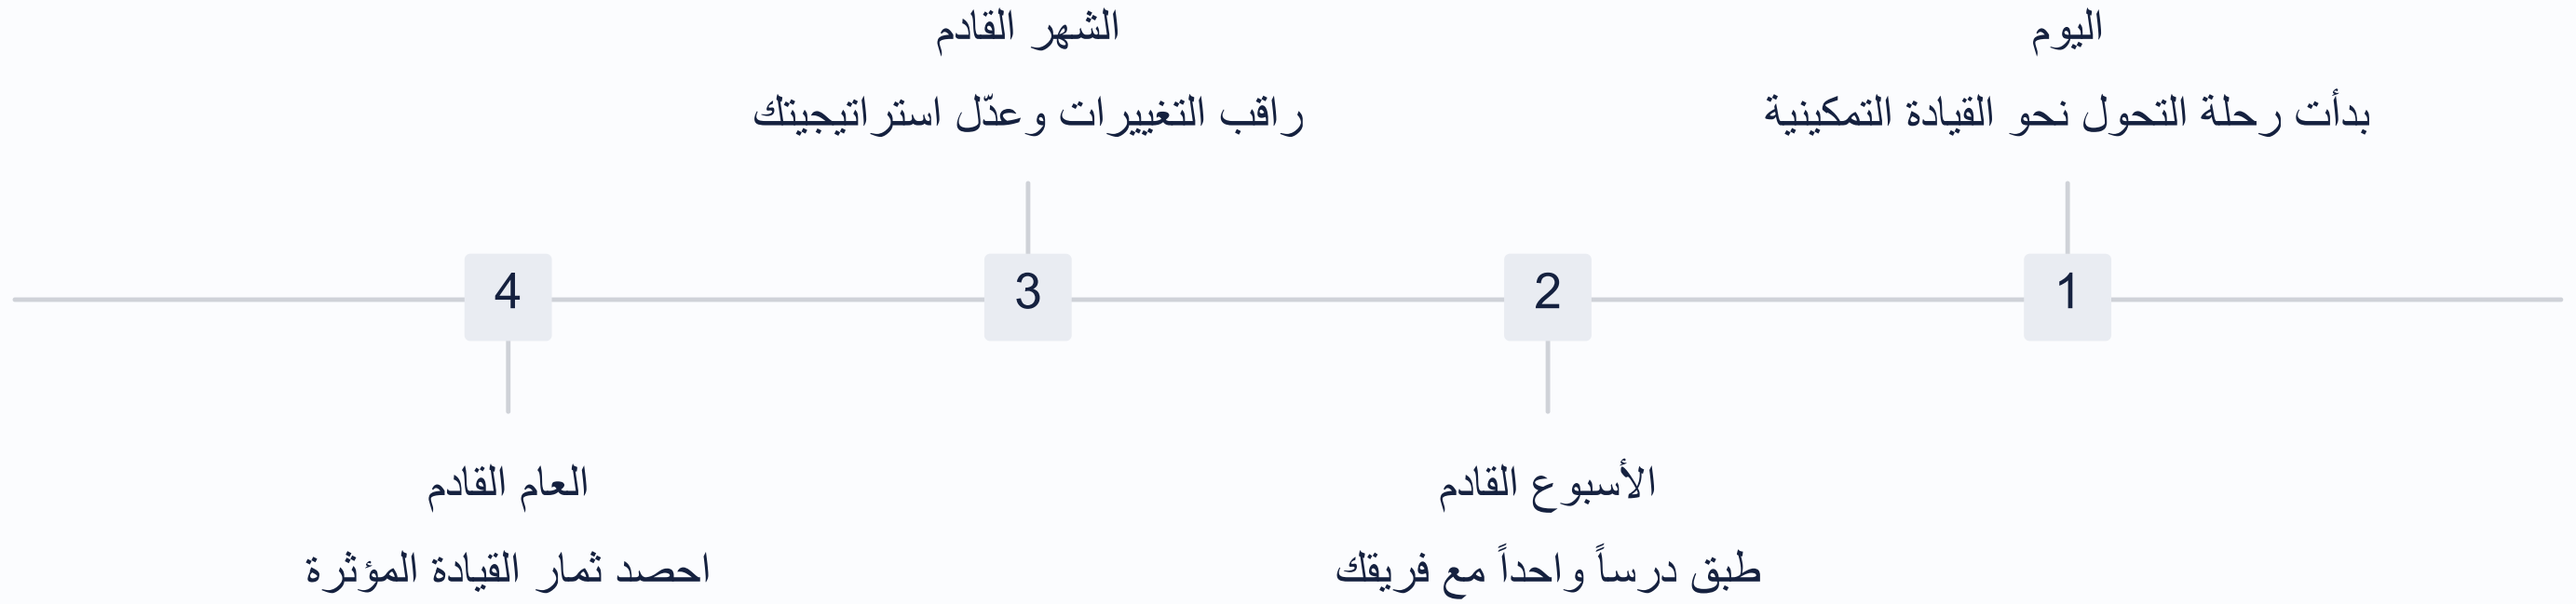 اليوم
بدأت رحلة التحول نحو القيادة التمكينية
1
الأسبوع القادم
طبق درساً واحداً مع فريقك
2
الشهر القادم
راقب التغييرات وعدّل استراتيجيتك
3
العام القادم
احصد ثمار القيادة المؤثرة
4